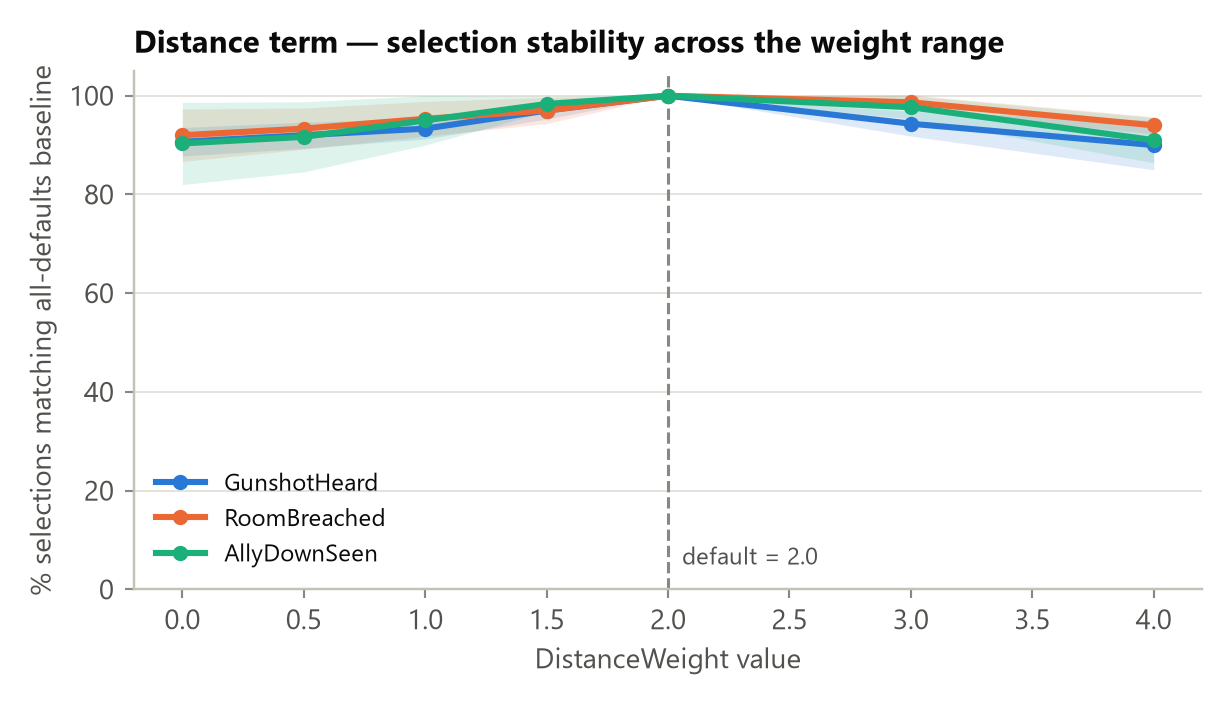 Distance term — selection stability across the weight range
% selections matching all-defaults baseline
100
80
60
40
20
0
GunshotHeard
RoomBreached
AllyDownSeen
default = 2.0
0.0 0.5 1.0 1.5 2.0 2.5 3.0 3.5 4.0
DistanceWeight value